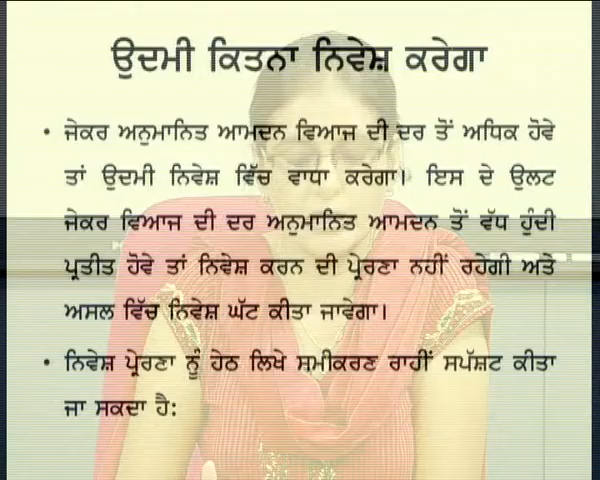 ਉਦਮੀ ਕਿਤਨਾ ਨਿਵੇਸ਼ ਕਰੇਗਾ
• ਜੇਕਰ ਅਨੁਮਾਨਿਤ ਆਮਦਨ ਵਿਆਜ ਦੀ ਦਰ ਤੋਂ ਅਧਿਕ ਹੋਵੇ
ਤਾਂ ਉਦਮੀ ਨਿਵੇਸ਼ ਵਿੱਚ ਵਾਧਾ ਕਰੇਗਾ। ਇਸ ਦੇ ਉਲਟ
ਜੇਕਰ ਵਿਆਜ ਦੀ ਦਰ ਅਨੁਮਾਨਿਤ ਆਮਦਨ ਤੋਂ ਵੱਧ ਹੁੰਦੀ
ਪ੍ਰਤੀਤ ਹੋਵੇ ਤਾਂ ਨਿਵੇਸ਼ ਕਰਨ ਦੀ ਪ੍ਰੇਰਣਾ ਨਹੀਂ ਰਹੇਗੀ ਅਤੇ
ਅਸਲ ਵਿੱਚ ਨਿਵੇਸ਼ ਘੱਟ ਕੀਤਾ ਜਾਵੇਗਾ।
• ਨਿਵੇਸ਼ ਪ੍ਰੇਰਣਾ ਨੂੰ ਹੇਠ ਲਿਖੇ ਸਮੀਕਰਣ ਰਾਹੀਂ ਸਪੱਸ਼ਟ ਕੀਤਾ
ਜਾ ਸਕਦਾ ਹੈ: